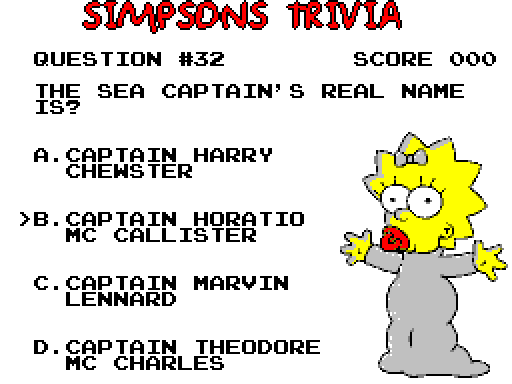 SIMPSONS TRIVIA
QUESTION #32 SCORE 000
THE SEA CAPTAIN'S REAL NAME
IS?
A.CAPTAIN HARRY
CHEWSTER
>B.CAPTAIN HORATIO
MC CALLISTER
C.CAPTAIN MARVIN
LENNARD
D.CAPTAIN THEODORE
MC CHARLES